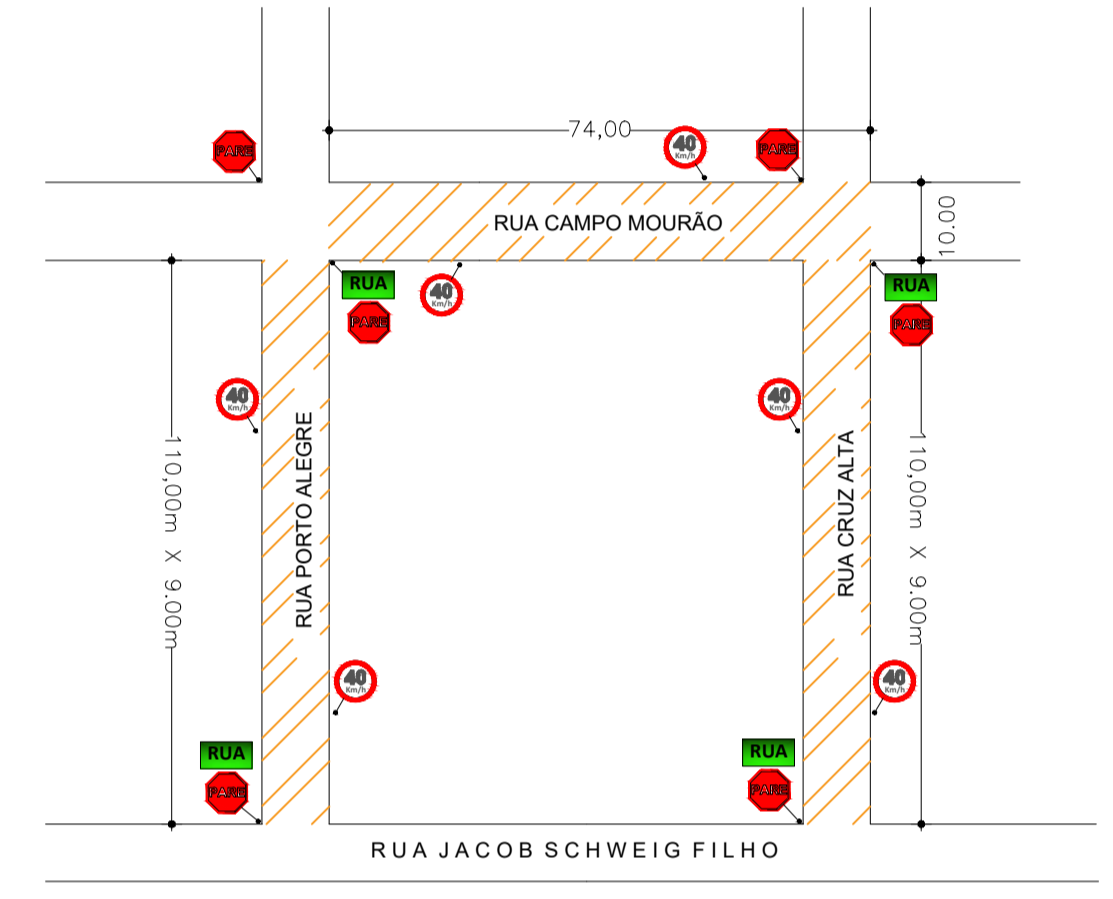 74,00
40
Km/h
PARE
PARE
10.00
RUA CAMPO MOURÃO
RUA
PARE
40
Km/h
RUA
PARE
40
Km/h
40
Km/h
110,00m X 9.00m
RUA PORTO ALEGRE
RUA CRUZ ALTA
110,00m X 9.00m
40
Km/h
40
Km/h
RUA
PARE
RUA
PARE
RUA JACOB SCHWEIG FILHO